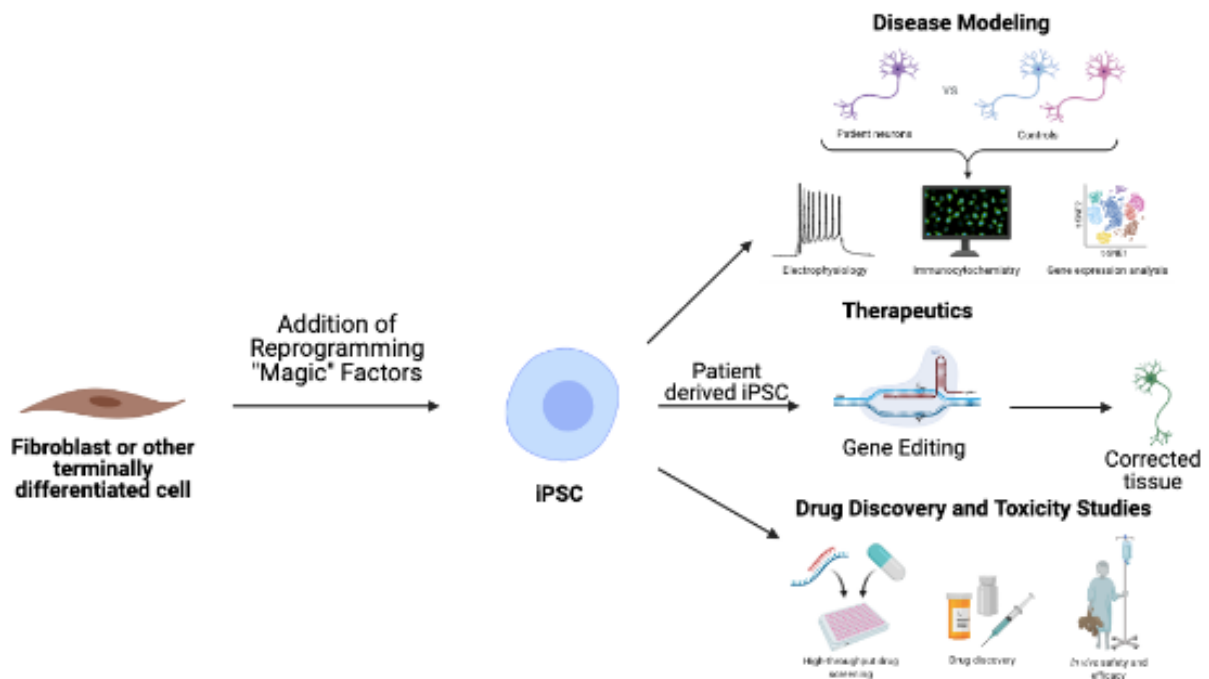 Disease Modeling
VS
Patient neurons
Controls
Electrophysiology
Immunocytochemistry
Gene expression analysis
Therapeutics
Addition of
Reprogramming
"Magic" Factors
Patient
derived iPSC
Fibroblast or other
terminally
differentiated cell
iPSC
Gene Editing
Corrected
tissue
Drug Discovery and Toxicity Studies
High-throughput drug
screening
Drug discovery
In vivo safety and
efficacy